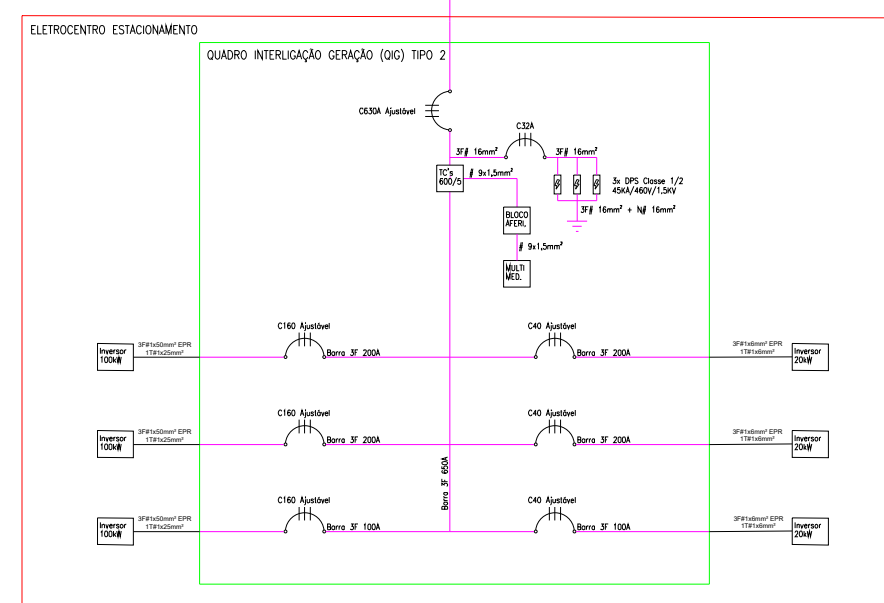 ELETROCENTRO ESTACIONAMENTO
QUADRO INTERLIGAÇÃO GERAÇÃO (QIG) TIPO 2
C630A Ajustável
C32A
3F# 16mm²
3F# 16mm²
TC's
600/5
# 9x1,5mm²
3x DPS Classe 1/2
45KA/460V/1,5KV
BLOCO
AFERI.
3F# 16mm² + N# 16mm²
# 9x1,5mm²
MULTI
MED.
C160 Ajustável
C40 Ajustável
Inversor
100kW
3F#1x50mm² EPR
1T#1x25mm²
Barra 3F 200A
Barra 3F 200A
3F#1x6mm² EPR
1T#1x6mm²
Inversor
20kW
C160 Ajustável
C40 Ajustável
Inversor
100kW
3F#1x50mm² EPR
1T#1x25mm²
Barra 3F 200A
Barra 3F 200A
3F#1x6mm² EPR
1T#1x6mm²
Inversor
20kW
Barra 3F 650A
C160 Ajustável
C40 Ajustável
Inversor
100kW
3F#1x50mm² EPR
1T#1x25mm²
Barra 3F 100A
Barra 3F 100A
3F#1x6mm² EPR
1T#1x6mm²
Inversor
20kW